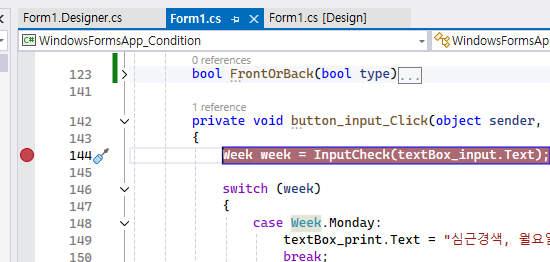 Form1.Designer.cs Form1.cs Form1.cs [Design]
C# WindowsFormsApp_Condition WindowsFormsAp
0 references
123 bool FrontOrBack(bool type)...
141
1 reference
142 private void button_input_Click(object sender,
143 {
144 Week week = InputCheck(textBox_input.Text);
145
146 switch (week)
147 {
148 case Week.Monday:
149 textBox_print.Text = "심근경색, 월요일
150 break;